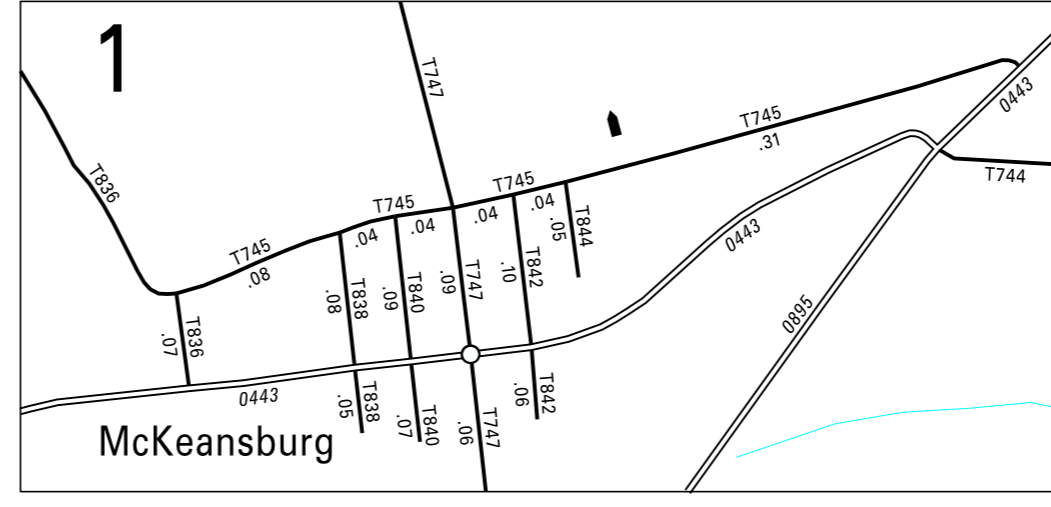 1
T747
T836
T745
.31
0443
T744
T745
.04
.04
T844
.05
T745
.04
.04
T745
.08
0443
T842
.10
T747
.09
T840
.09
T838
.08
T836
.07
0895
0443
T838
.05
T840
.07
T747
.06
T842
.06
McKeansburg